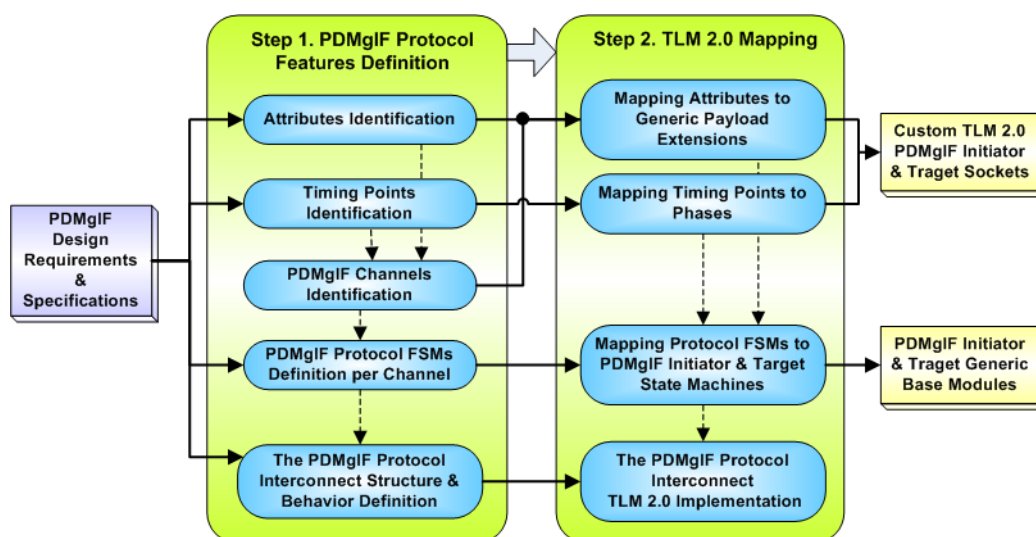 Step 1. PDMgIF Protocol
Features Definition
Attributes Identification
Timing Points
Identification
PDMgIF Channels
Identification
PDMgIF Protocol FSMs
Definition per Channel
The PDMgIF Protocol
Interconnect Structure &
Behavior Definition
PDMgIF
Design
Requirements
&
Specifications
Step 2. TLM 2.0 Mapping
Mapping Attributes to
Generic Payload
Extensions
Mapping Timing Points to
Phases
Mapping Protocol FSMs to
PDMgIF Initiator & Target
State Machines
The PDMgIF Protocol
Interconnect
TLM 2.0 Implementation
Custom TLM 2.0
PDMgIF Initiator
& Traget Sockets
PDMgIF Initiator
& Traget Generic
Base Modules